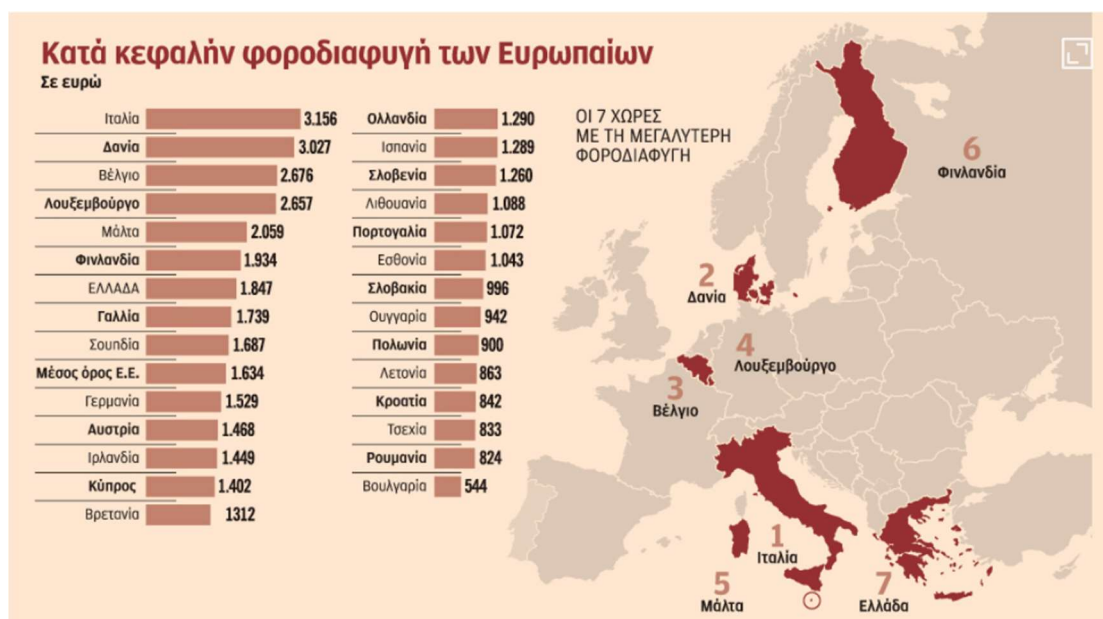 Κατά κεφαλήν φοροδιαφυγή των Ευρωπαίων
Σε ευρώ
Ιταλία 3.156
Δανία 3.027
Βέλγιο 2.676
Λουξεμβούργο 2.657
Μάλτα 2.059
Φινλανδία 1.934
ΕΛΛΑΔΑ 1.847
Γαλλία 1.739
Σουηδία 1.687
Μέσος όρος Ε.Ε. 1.634
Γερμανία 1.529
Αυστρία 1.468
Ιρλανδία 1.449
Κύπρος 1.402
Βρετανία 1312
Ολλανδία 1.290
Ισπανία 1.289
Σλοβενία 1.260
Λιθουανία 1.088
Πορτογαλία 1.072
Εσθονία 1.043
Σλοβακία 996
Ουγγαρία 942
Πολωνία 900
Λετονία 863
Κροατία 842
Τσεχία 833
Ρουμανία 824
Βουλγαρία 544
ΟΙ 7 ΧΩΡΕΣ
ΜΕ ΤΗ ΜΕΓΑΛΥΤΕΡΗ
ΦΟΡΟΔΙΑΦΥΓΗ
6
Φινλανδία
2
Δανία
4
Λουξεμβούργο
3
Βέλγιο
1
Ιταλία
5
Μάλτα
7
Ελλάδα